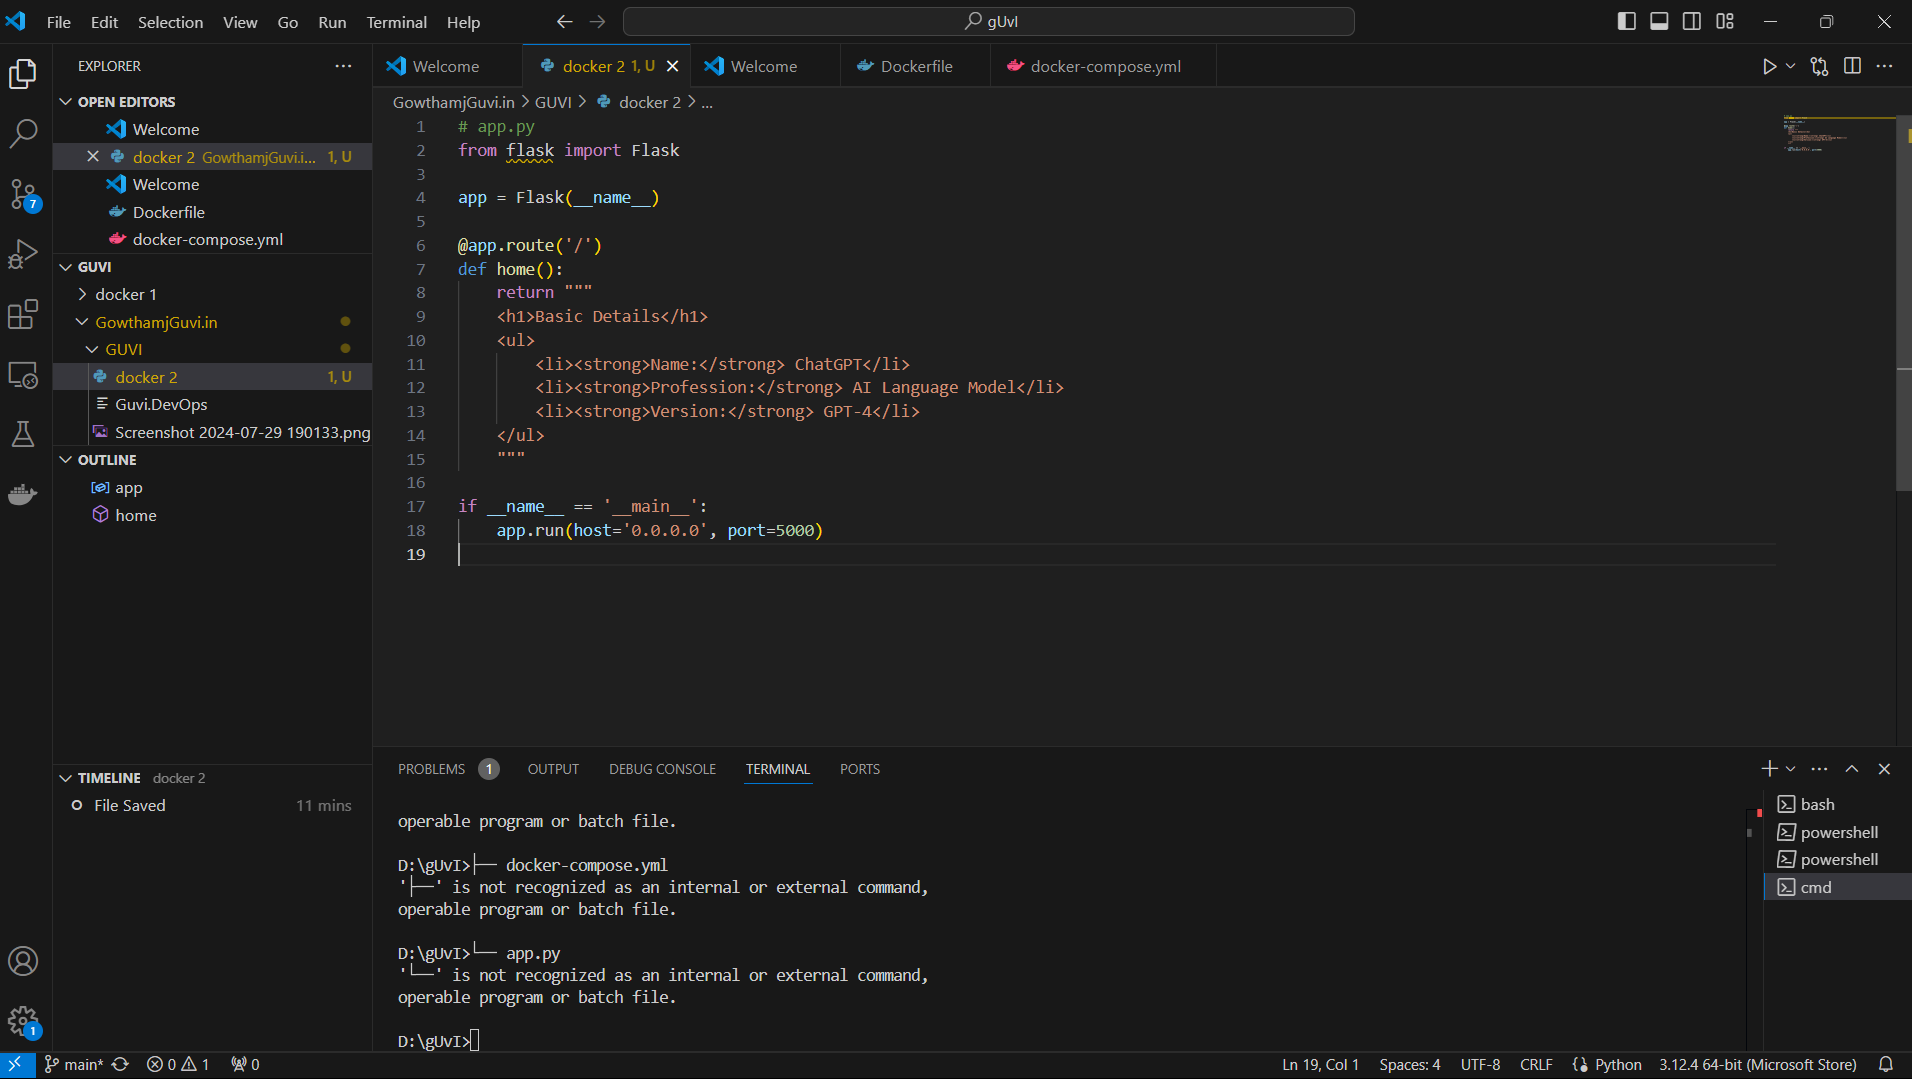 File Edit Selection View Go Run Terminal Help
gUvI
EXPLORER
OPEN EDITORS
Welcome
docker 2 GowthamjGuvi.i... 1, U
Welcome
Dockerfile
docker-compose.yml
GUVI
docker 1
GowthamjGuvi.in
GUVI
docker 2 1, U
Guvi.DevOps
Screenshot 2024-07-29 190133.png
OUTLINE
app
home
TIMELINE docker 2
File Saved 11 mins
7
1
Welcome docker 2 1, U Welcome Dockerfile docker-compose.yml
GowthamjGuvi.in > GUVI > docker 2 > ...
1 # app.py
2 from flask import Flask
3
4 app = Flask(__name__)
5
6 @app.route('/')
7 def home():
8 return """
9 <h1>Basic Details</h1>
10 <ul>
11 <li><strong>Name:</strong> ChatGPT</li>
12 <li><strong>Profession:</strong> AI Language Model</li>
13 <li><strong>Version:</strong> GPT-4</li>
14 </ul>
15 """
16
17 if __name__ == '__main__':
18 app.run(host='0.0.0.0', port=5000)
19
PROBLEMS 1 OUTPUT DEBUG CONSOLE TERMINAL PORTS
operable program or batch file.
D:\gUvI>├── docker-compose.yml
'├──' is not recognized as an internal or external command,
operable program or batch file.
D:\gUvI>└── app.py
'└──' is not recognized as an internal or external command,
operable program or batch file.
D:\gUvI>
bash
powershell
powershell
cmd
main* 0 1 0
Ln 19, Col 1 Spaces: 4 UTF-8 CRLF Python 3.12.4 64-bit (Microsoft Store)